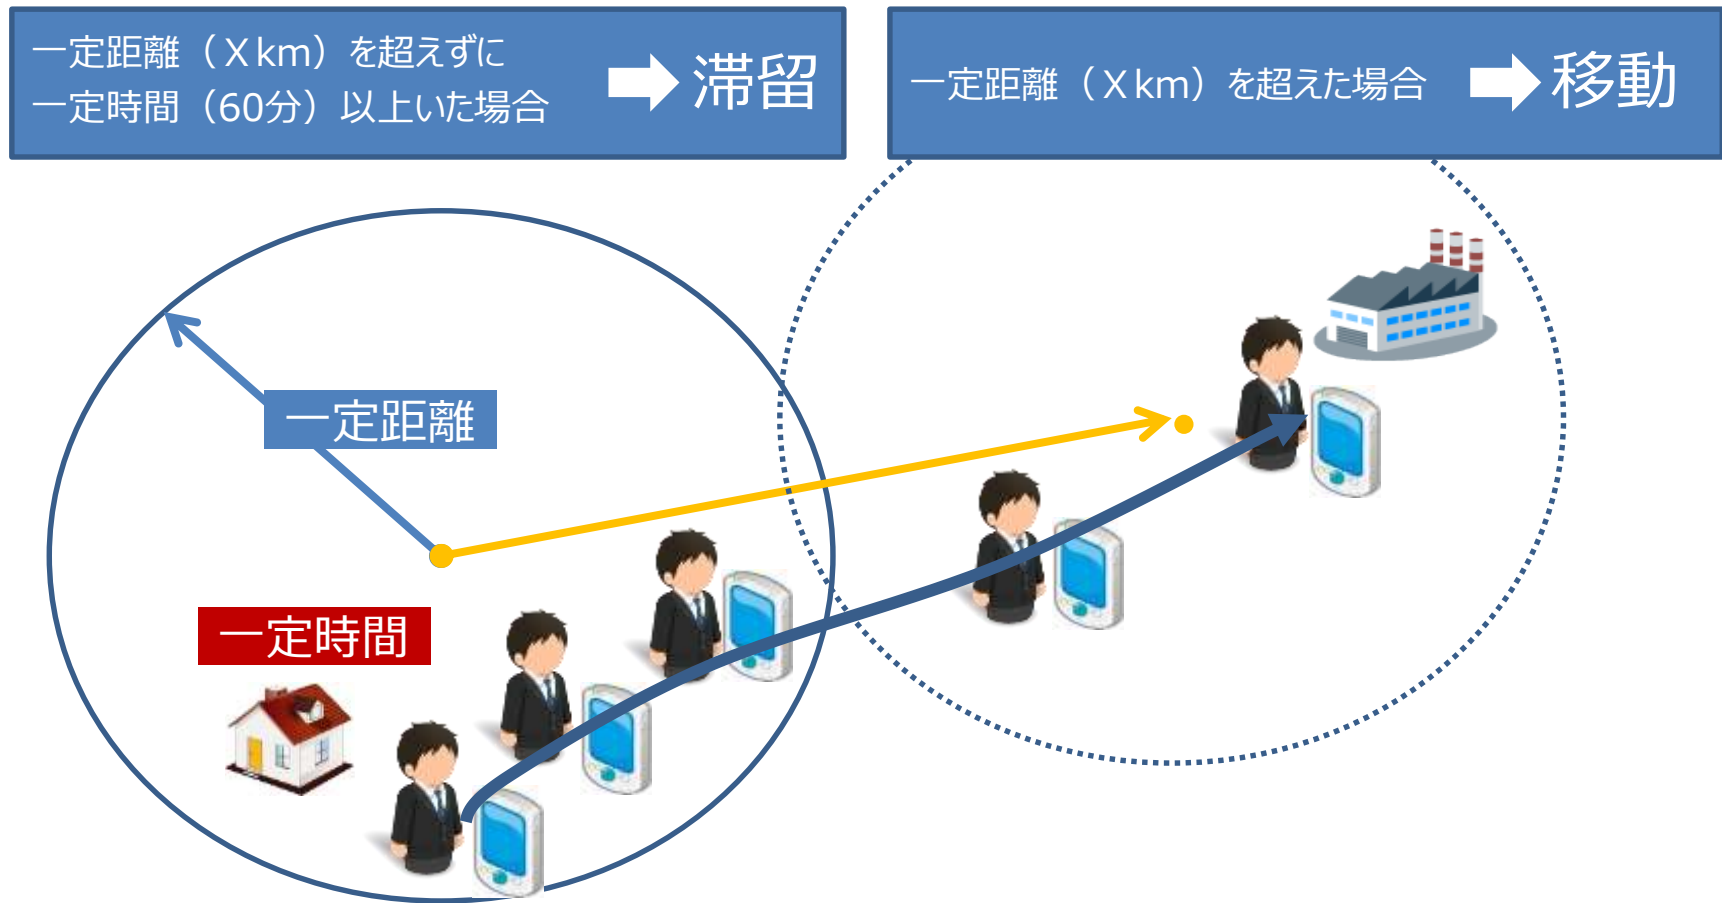 一定距離（Ｘkm）を超えずに
一定時間（60分）以上いた場合
滞留
一定距離（Ｘkm）を超えた場合
移動
一定距離
一定時間